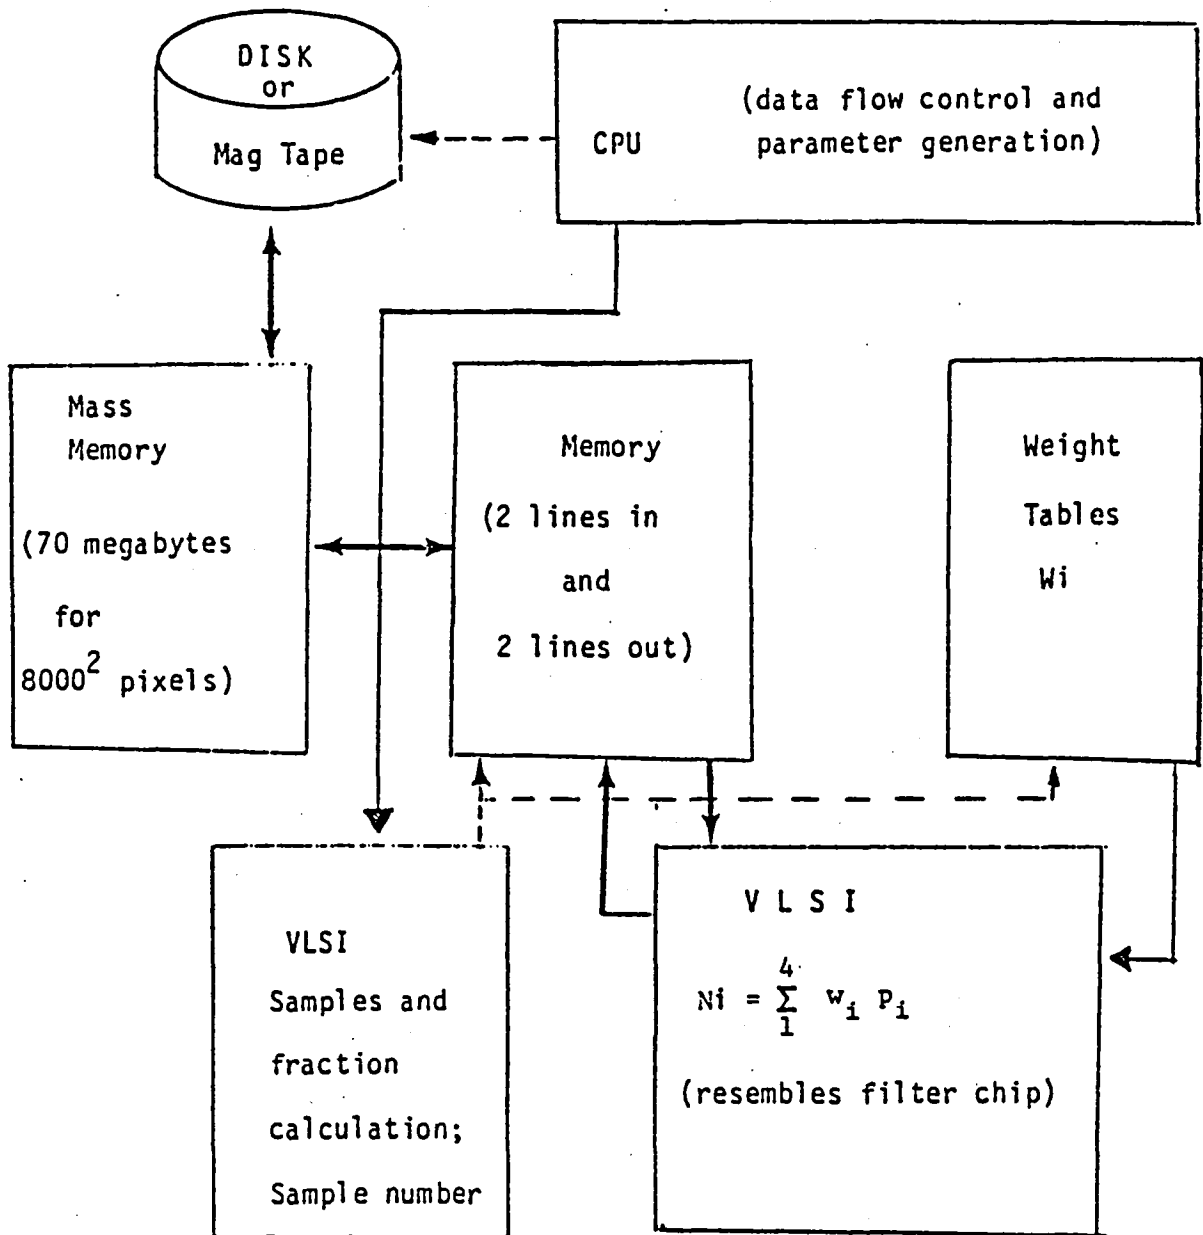 DISK
or
Mag Tape
CPU
(data flow control and
parameter generation)
Mass
Memory
(70 megabytes
for
8000² pixels)
Memory
(2 lines in
and
2 lines out)
Weight
Tables
Wi
VLSI
Samples and
fraction
calculation;
Sample number
V L S I
Ni = 4 Σ 1 wi Pi
(resembles filter chip)